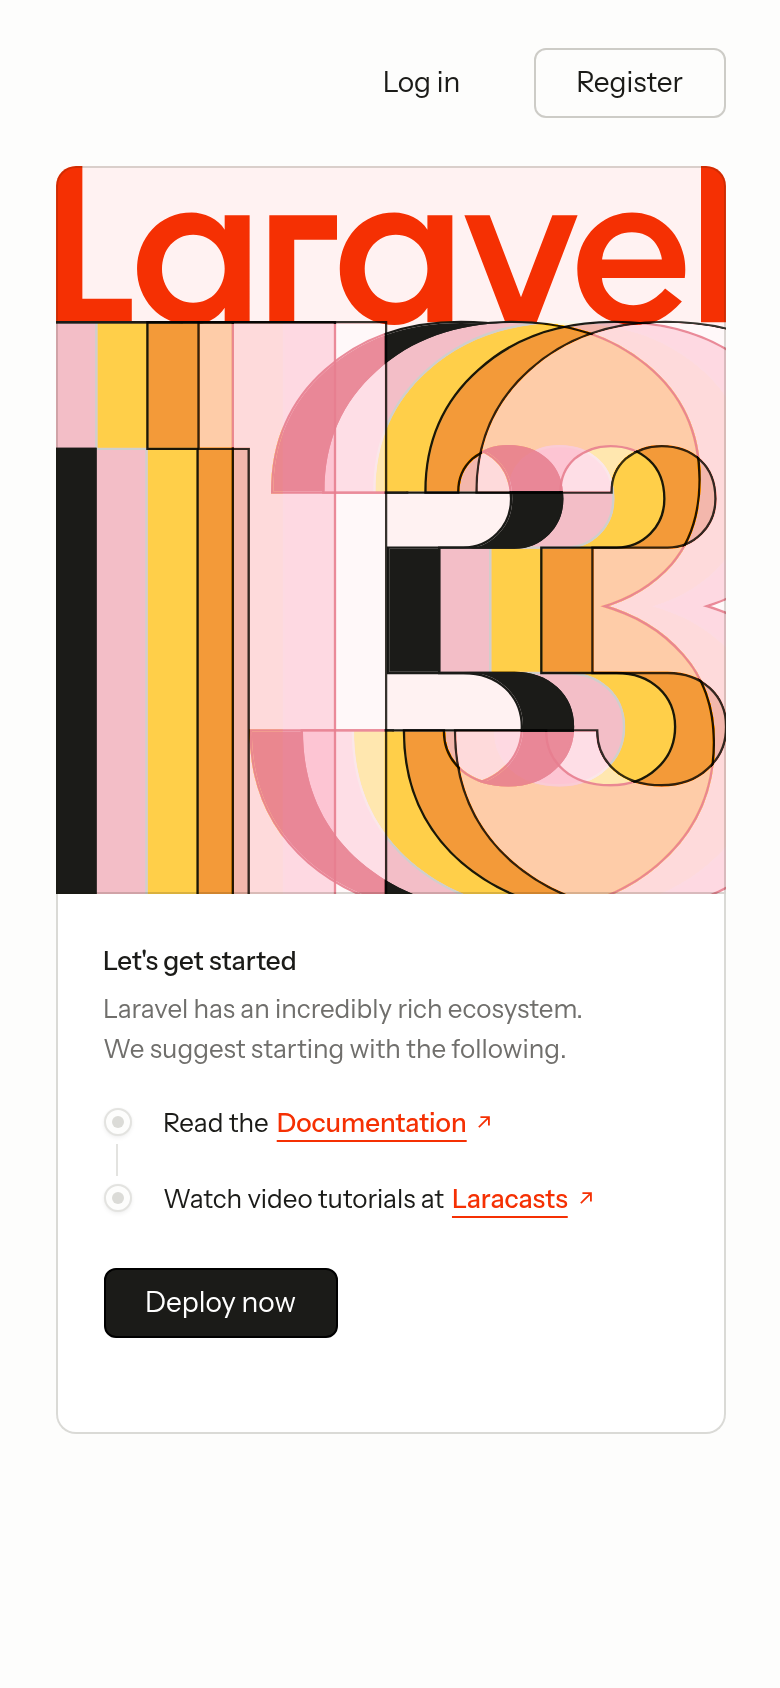 Log in
Register
Laravel
13
Let's get started
Laravel has an incredibly rich ecosystem.
We suggest starting with the following.
Read the Documentation ↗
Watch video tutorials at Laracasts ↗
Deploy now